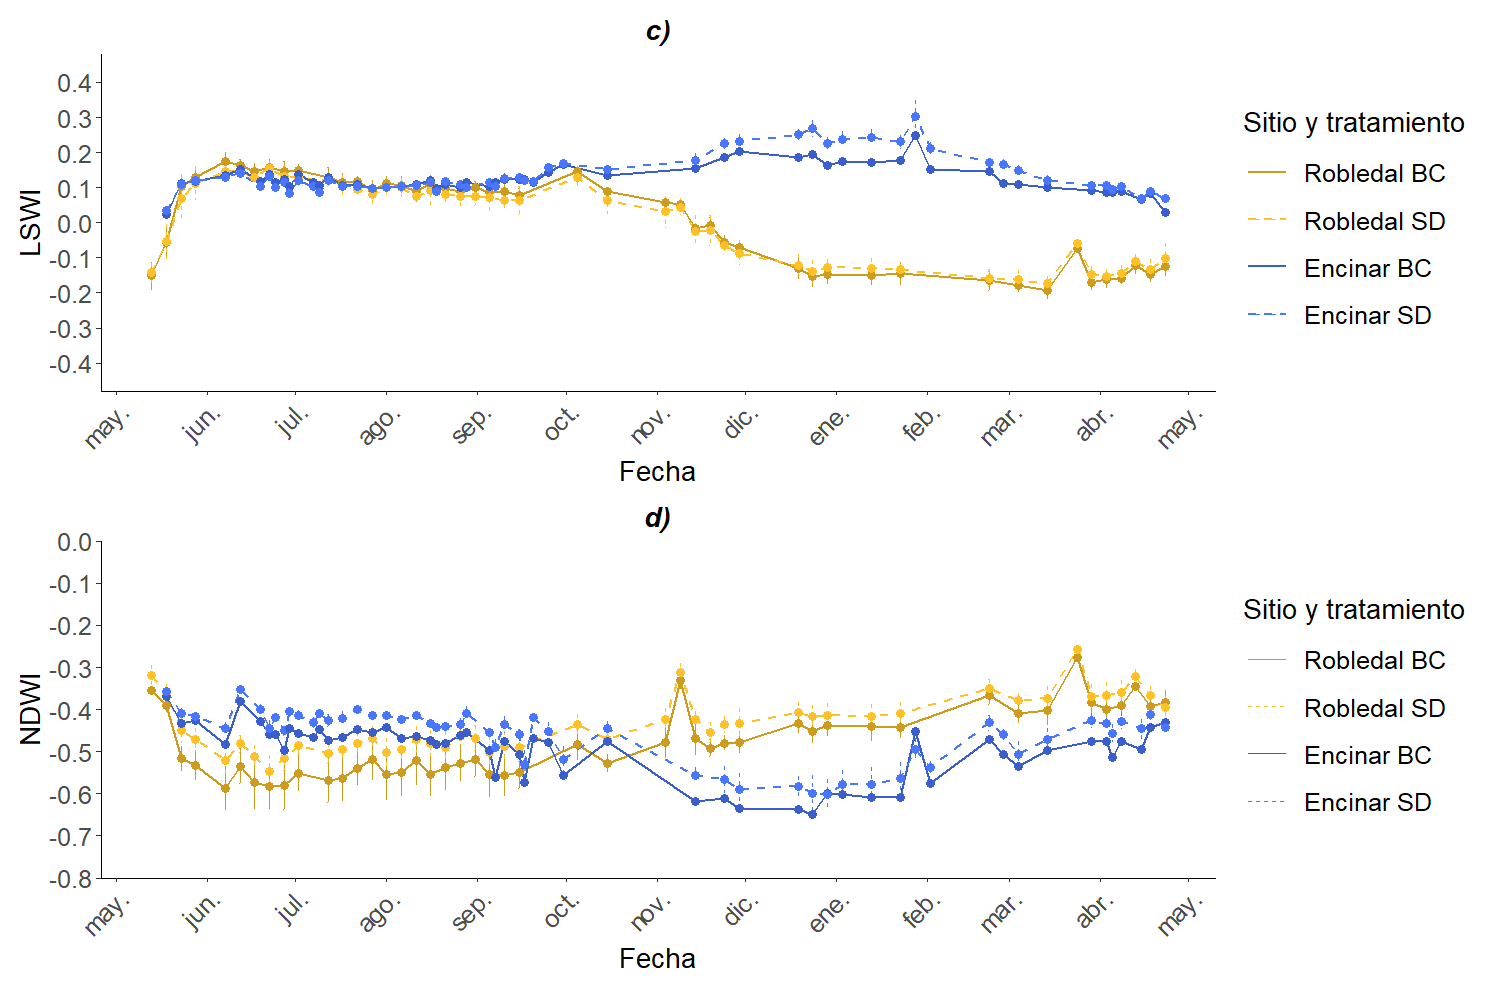 c)
LSWI
0.4
0.3
0.2
0.1
0.0
-0.1
-0.2
-0.3
-0.4
may. jun. jul. ago. sep. oct. nov. dic. ene. feb. mar. abr. may.
Fecha
Sitio y tratamiento
Robledal BC
Robledal SD
Encinar BC
Encinar SD
d)
NDWI
0.0
-0.1
-0.2
-0.3
-0.4
-0.5
-0.6
-0.7
-0.8
may. jun. jul. ago. sep. oct. nov. dic. ene. feb. mar. abr. may.
Fecha
Sitio y tratamiento
Robledal BC
Robledal SD
Encinar BC
Encinar SD